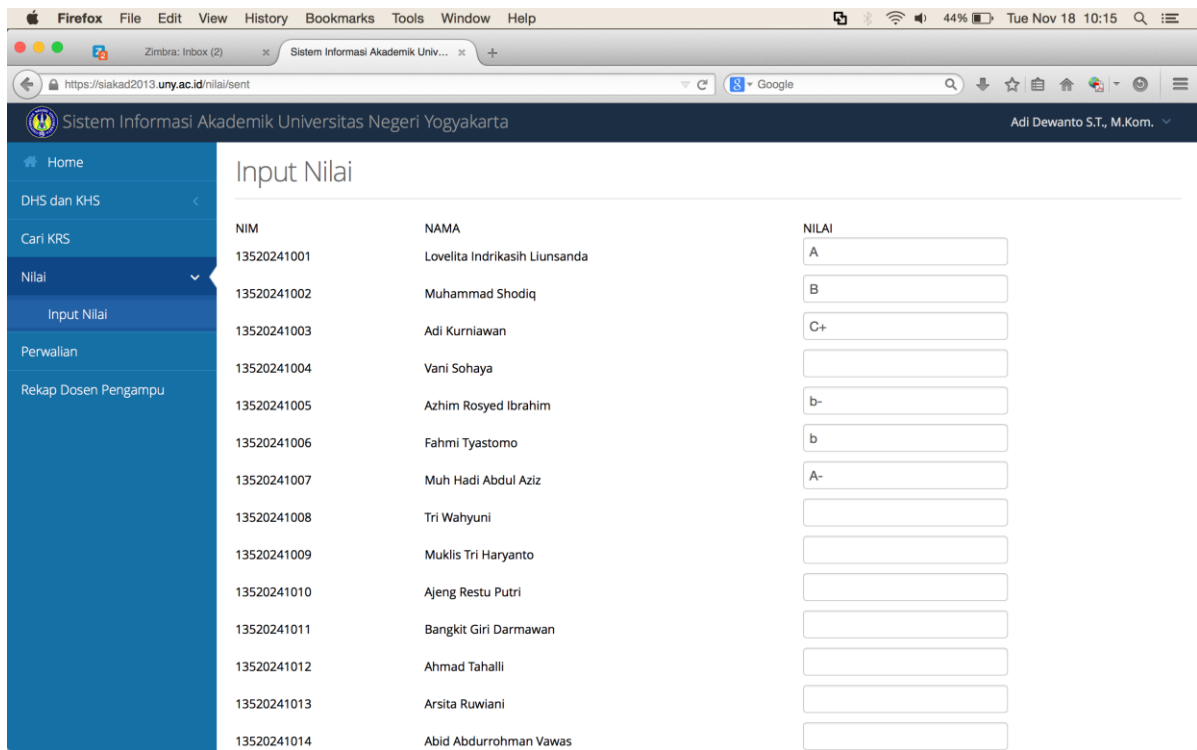 Firefox File Edit View History Bookmarks Tools Window Help 44% Tue Nov 18 10:15
Zimbra: Inbox (2) Sistem Informasi Akademik Univ...
https://siakad2013.uny.ac.id/nilai/sent Google
Sistem Informasi Akademik Universitas Negeri Yogyakarta Adi Dewanto S.T., M.Kom.
Home
DHS dan KHS
Cari KRS
Nilai
Input Nilai
Perwalian
Rekap Dosen Pengampu
Input Nilai
NIM NAMA NILAI
13520241001 Lovelita Indrikasih Liunsanda A
13520241002 Muhammad Shodiq B
13520241003 Adi Kurniawan C+
13520241004 Vani Sohaya
13520241005 Azhim Rosyed Ibrahim b-
13520241006 Fahmi Tyastomo b
13520241007 Muh Hadi Abdul Aziz A-
13520241008 Tri Wahyuni
13520241009 Muklis Tri Haryanto
13520241010 Ajeng Restu Putri
13520241011 Bangkit Giri Darmawan
13520241012 Ahmad Tahalli
13520241013 Arsita Ruwiani
13520241014 Abid Abdurrohman Vawas